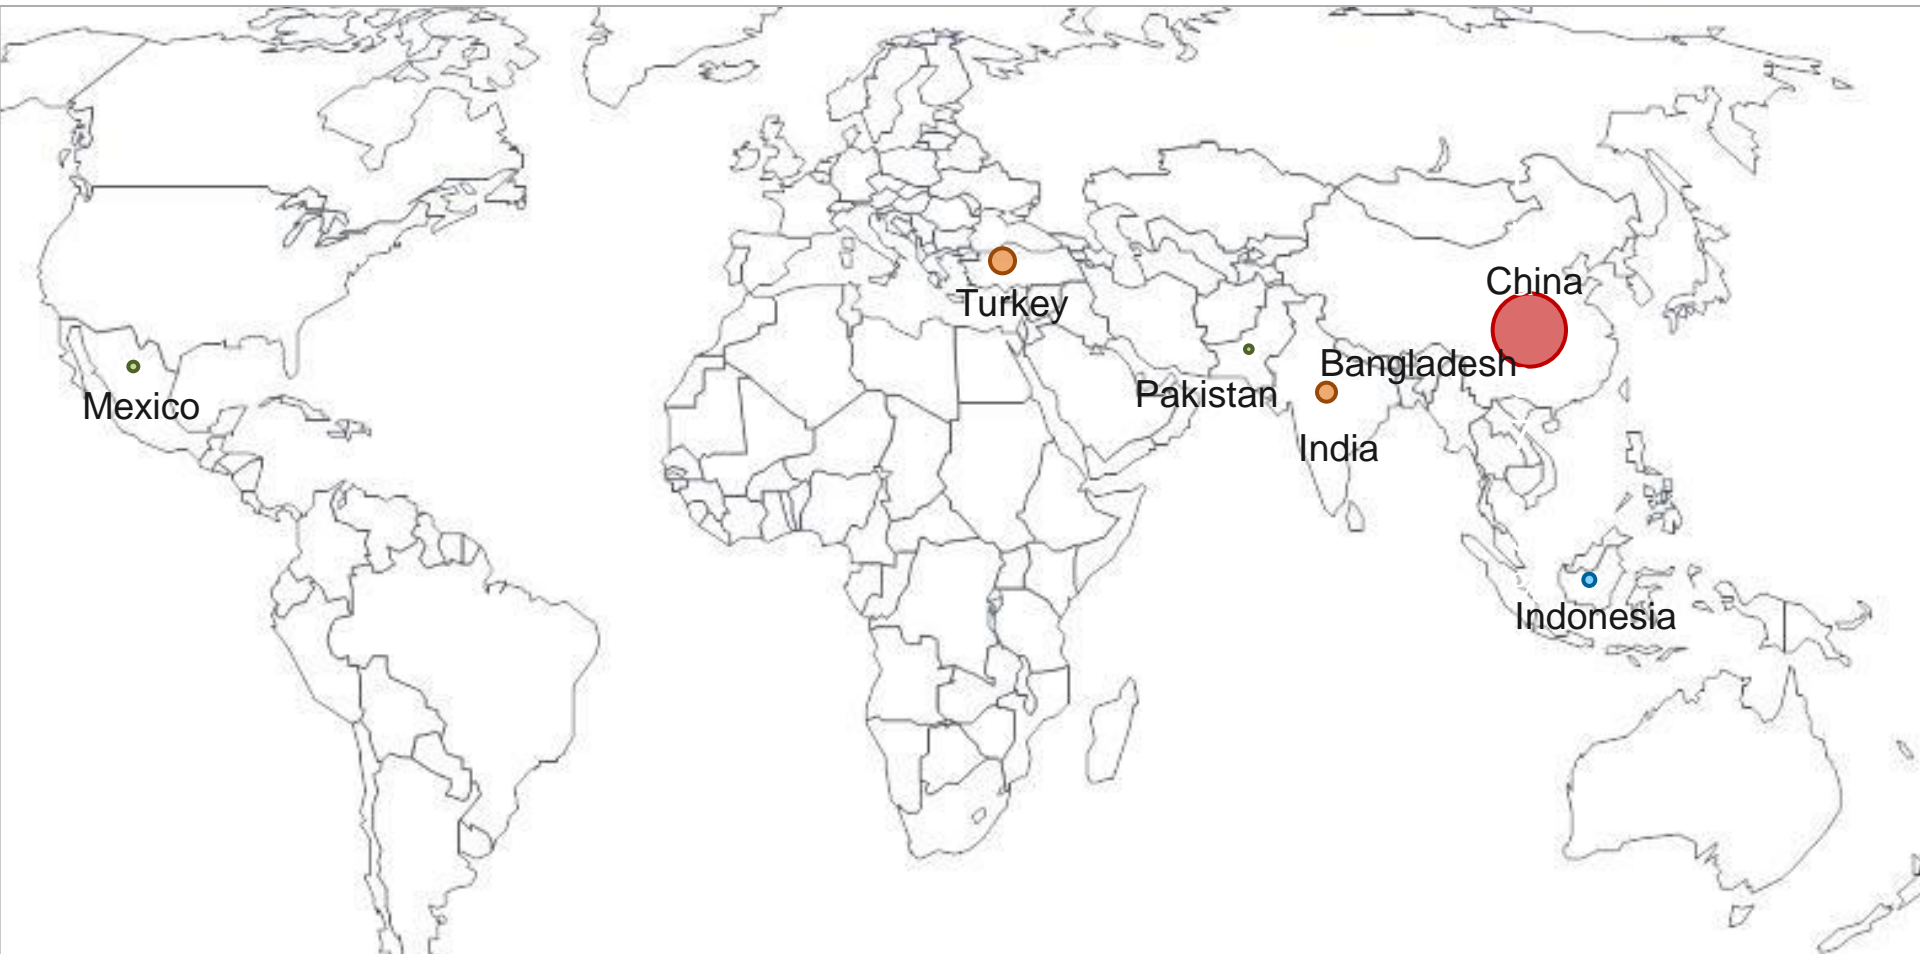 China
Turkey
Bangladesh
Pakistan
Mexico
India
Indonesia